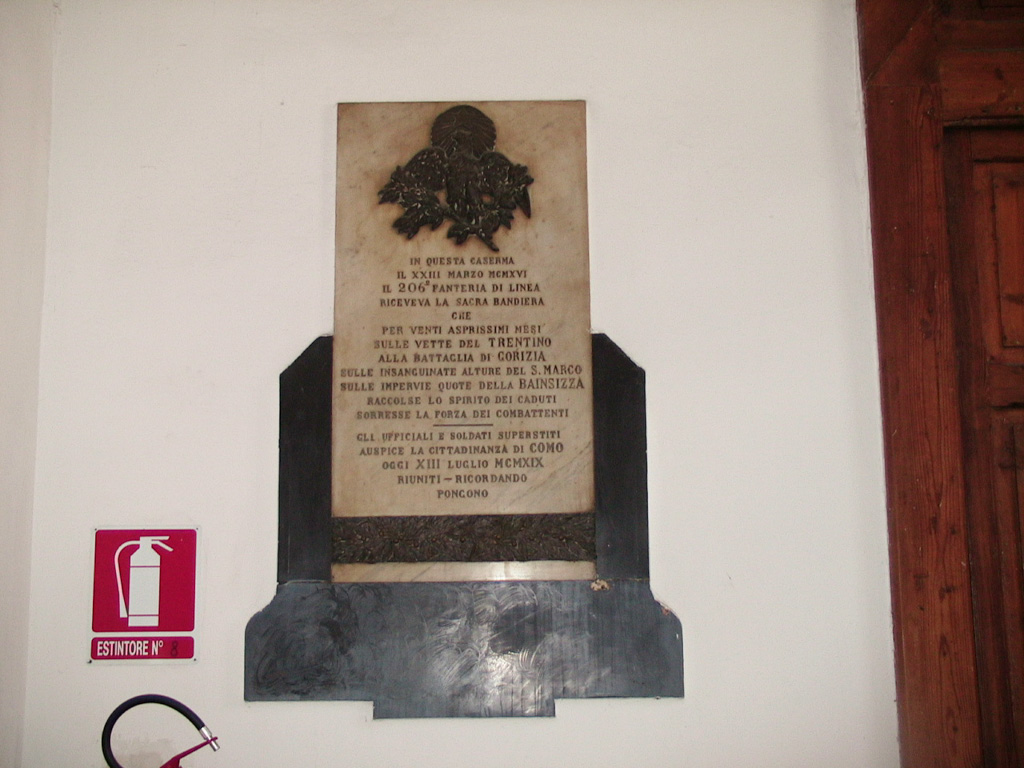 IN QUESTA CASERMA
IL XXIII MARZO MCMXVI
IL 206º FANTERIA DI LINEA
RICEVEVA LA SACRA BANDIERA
CHE
PER VENTI ASPRISSIMI MESI
SULLE VETTE DEL TRENTINO
ALLA BATTAGLIA DI GORIZIA
SULLE INSANGUINATE ALTURE DEL S. MARCO
SULLE IMPERVIE QUOTE DELLA BAINSIZZA
RACCOLSE LO SPIRITO DEI CADUTI
SORRESSE LA FORZA DEI COMBATTENTI
GLI UFFICIALI E SOLDATI SUPERSTITI
AUSPICE LA CITTADINANZA DI COMO
OGGI XIII LUGLIO MCMXIX
RIUNITI – RICORDANDO
PONGONO
ESTINTORE N° 8